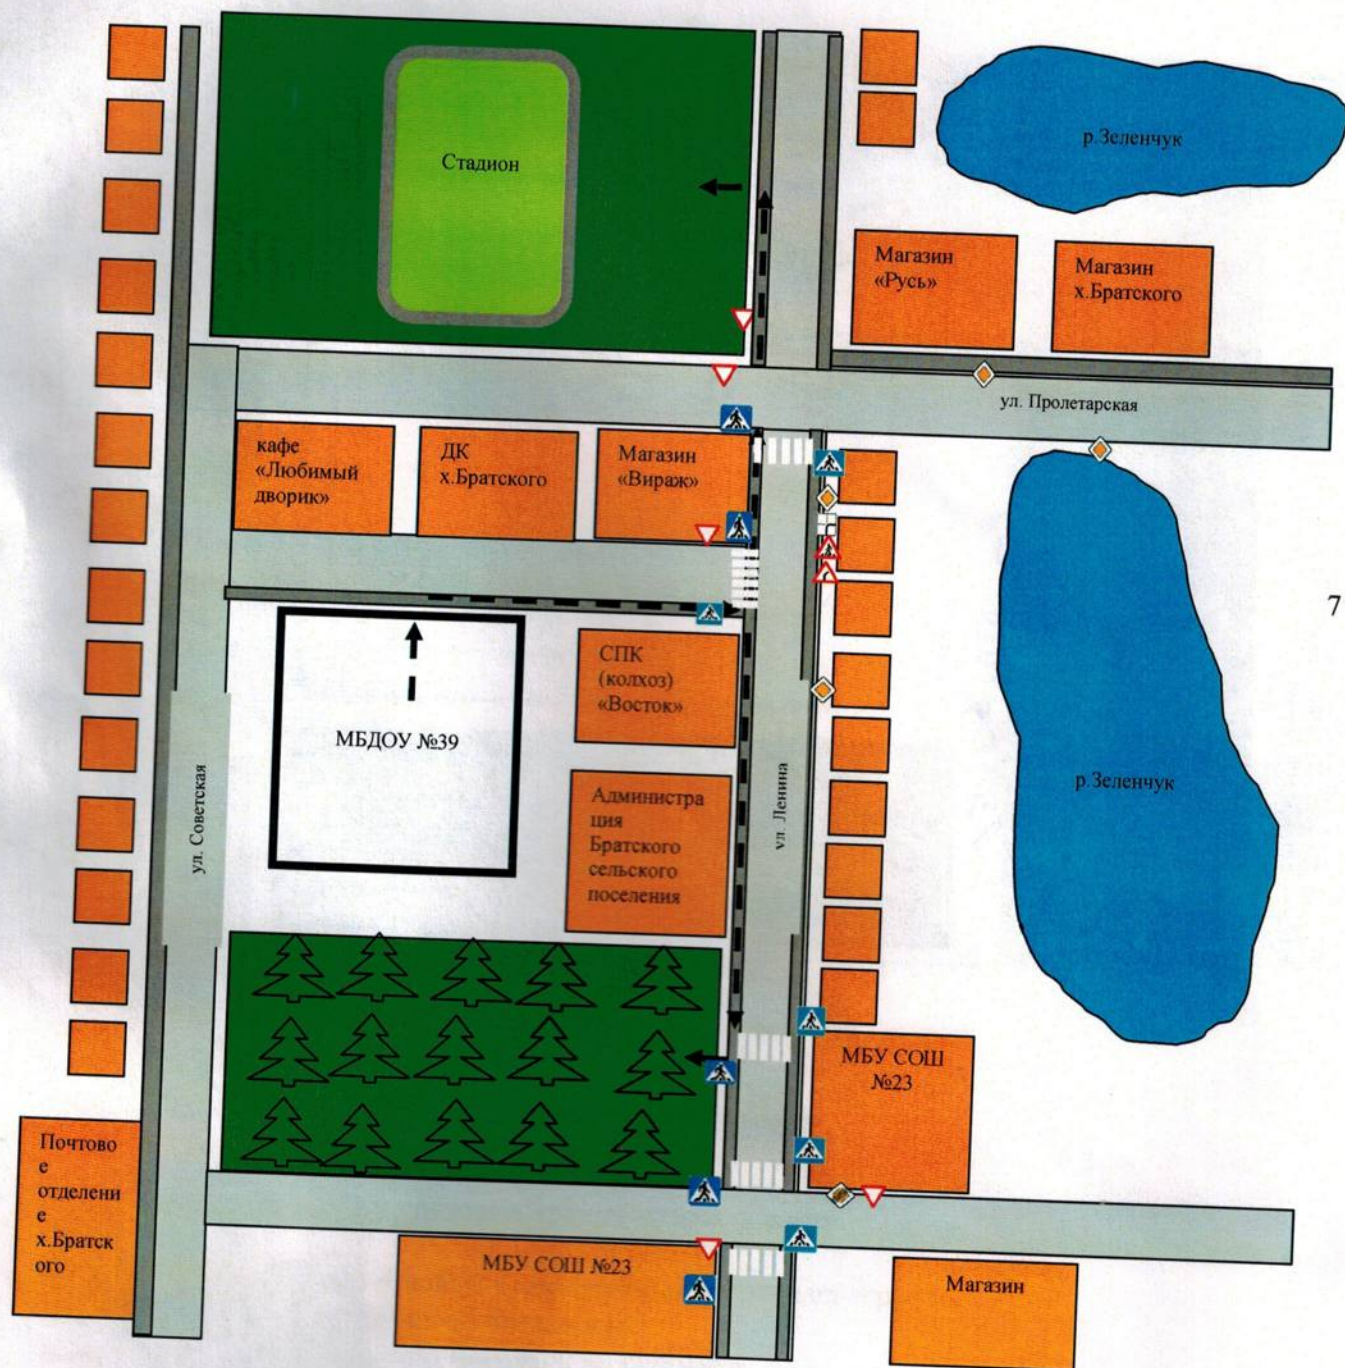 Стадион
р.Зеленчук
Магазин
«Русь»
Магазин
х.Братского
ул. Пролетарская
кафе
«Любимый
дворик»
ДК
х.Братского
Магазин
«Вираж»
7
СПК
(колхоз)
«Восток»
МБДОУ №39
ул. Советская
ул. Ленина
р.Зеленчук
Администра
ция
Братского
сельского
поселения
МБУ СОШ
№23
Почтово
е
отделени
е
х.Братск
ого
МБУ СОШ №23
Магазин